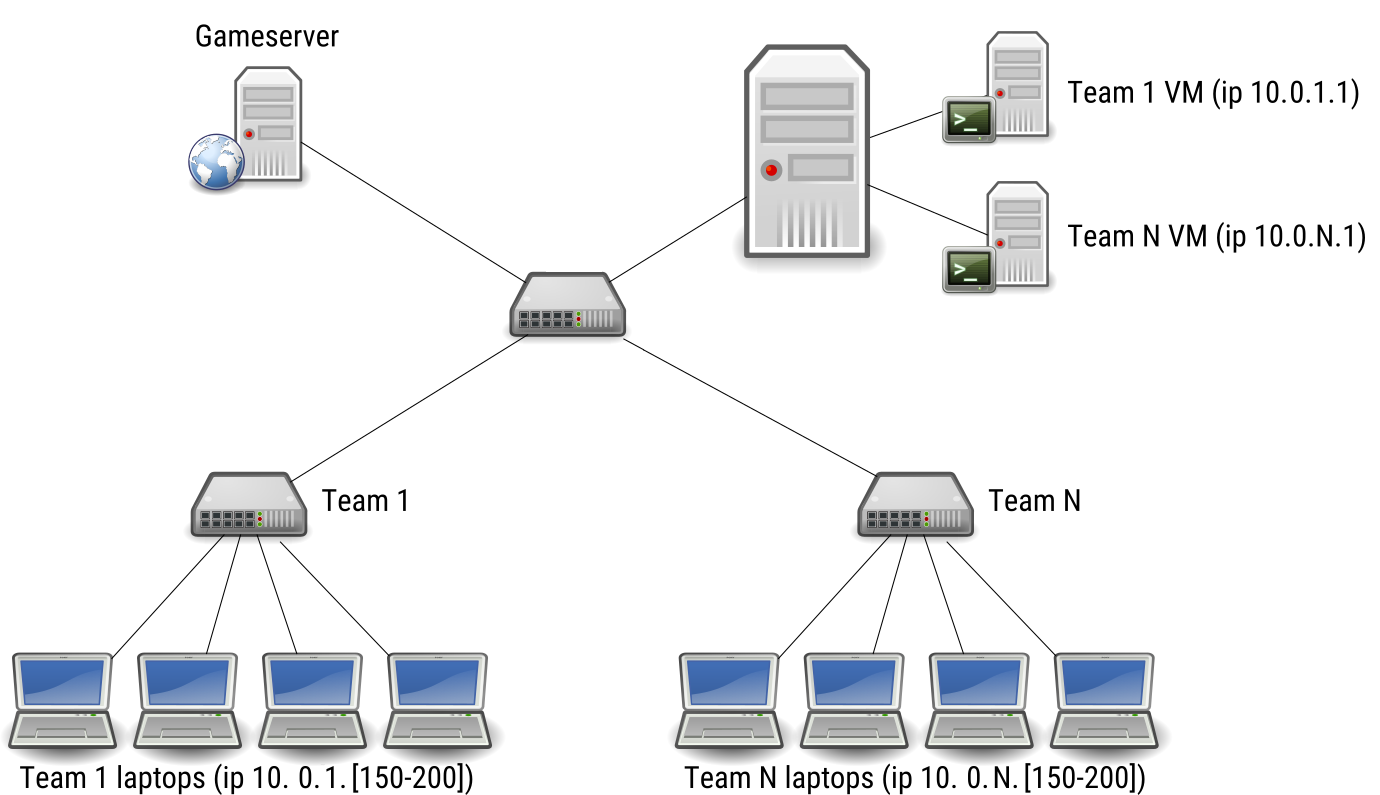 Gameserver
Team 1 VM (ip 10.0.1.1)
>_
Team N VM (ip 10.0.N.1)
>_
Team 1
Team N
Team 1 laptops (ip 10. 0.1. [150-200])
Team N laptops (ip 10. 0.N. [150-200])